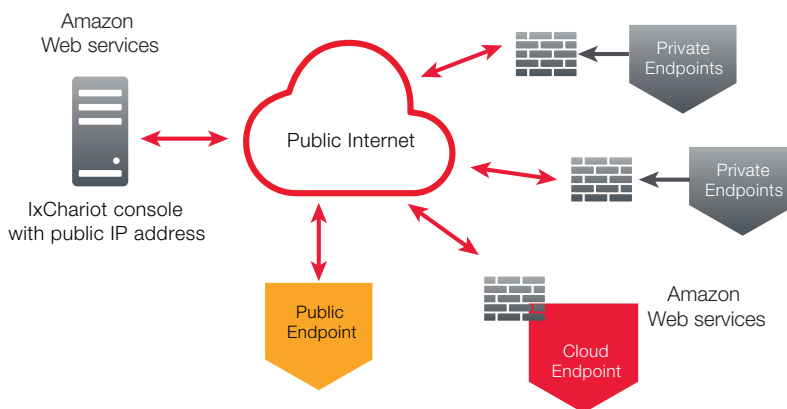 Amazon
Web services
Private
Endpoints
Public Internet
Private
Endpoints
IxChariot console
with public IP address
Public
Endpoint
Amazon
Web services
Cloud
Endpoint